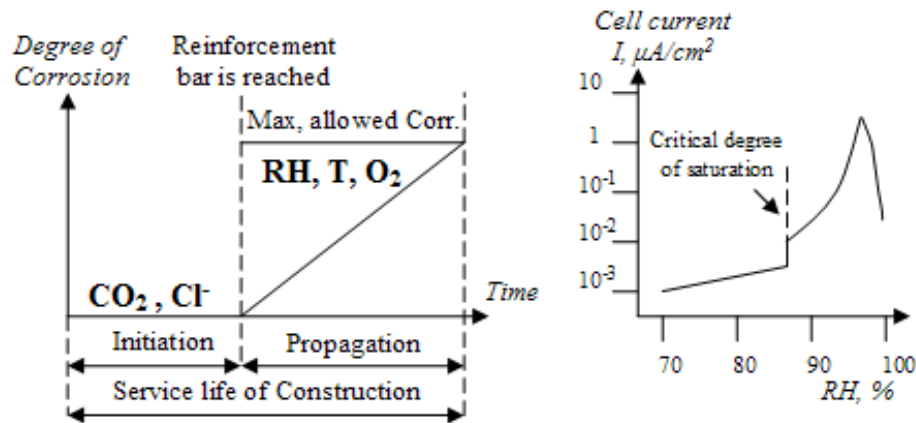 Degree of
Corrosion
Reinforcement
bar is reached
Max, allowed Corr.
RH, T, O₂
CO₂ , Cl⁻
Time
Initiation
Propagation
Service life of Construction
Cell current
I, µA/cm²
10
1
10⁻¹
10⁻²
10⁻³
Critical degree
of saturation
70
80
90
100
RH, %